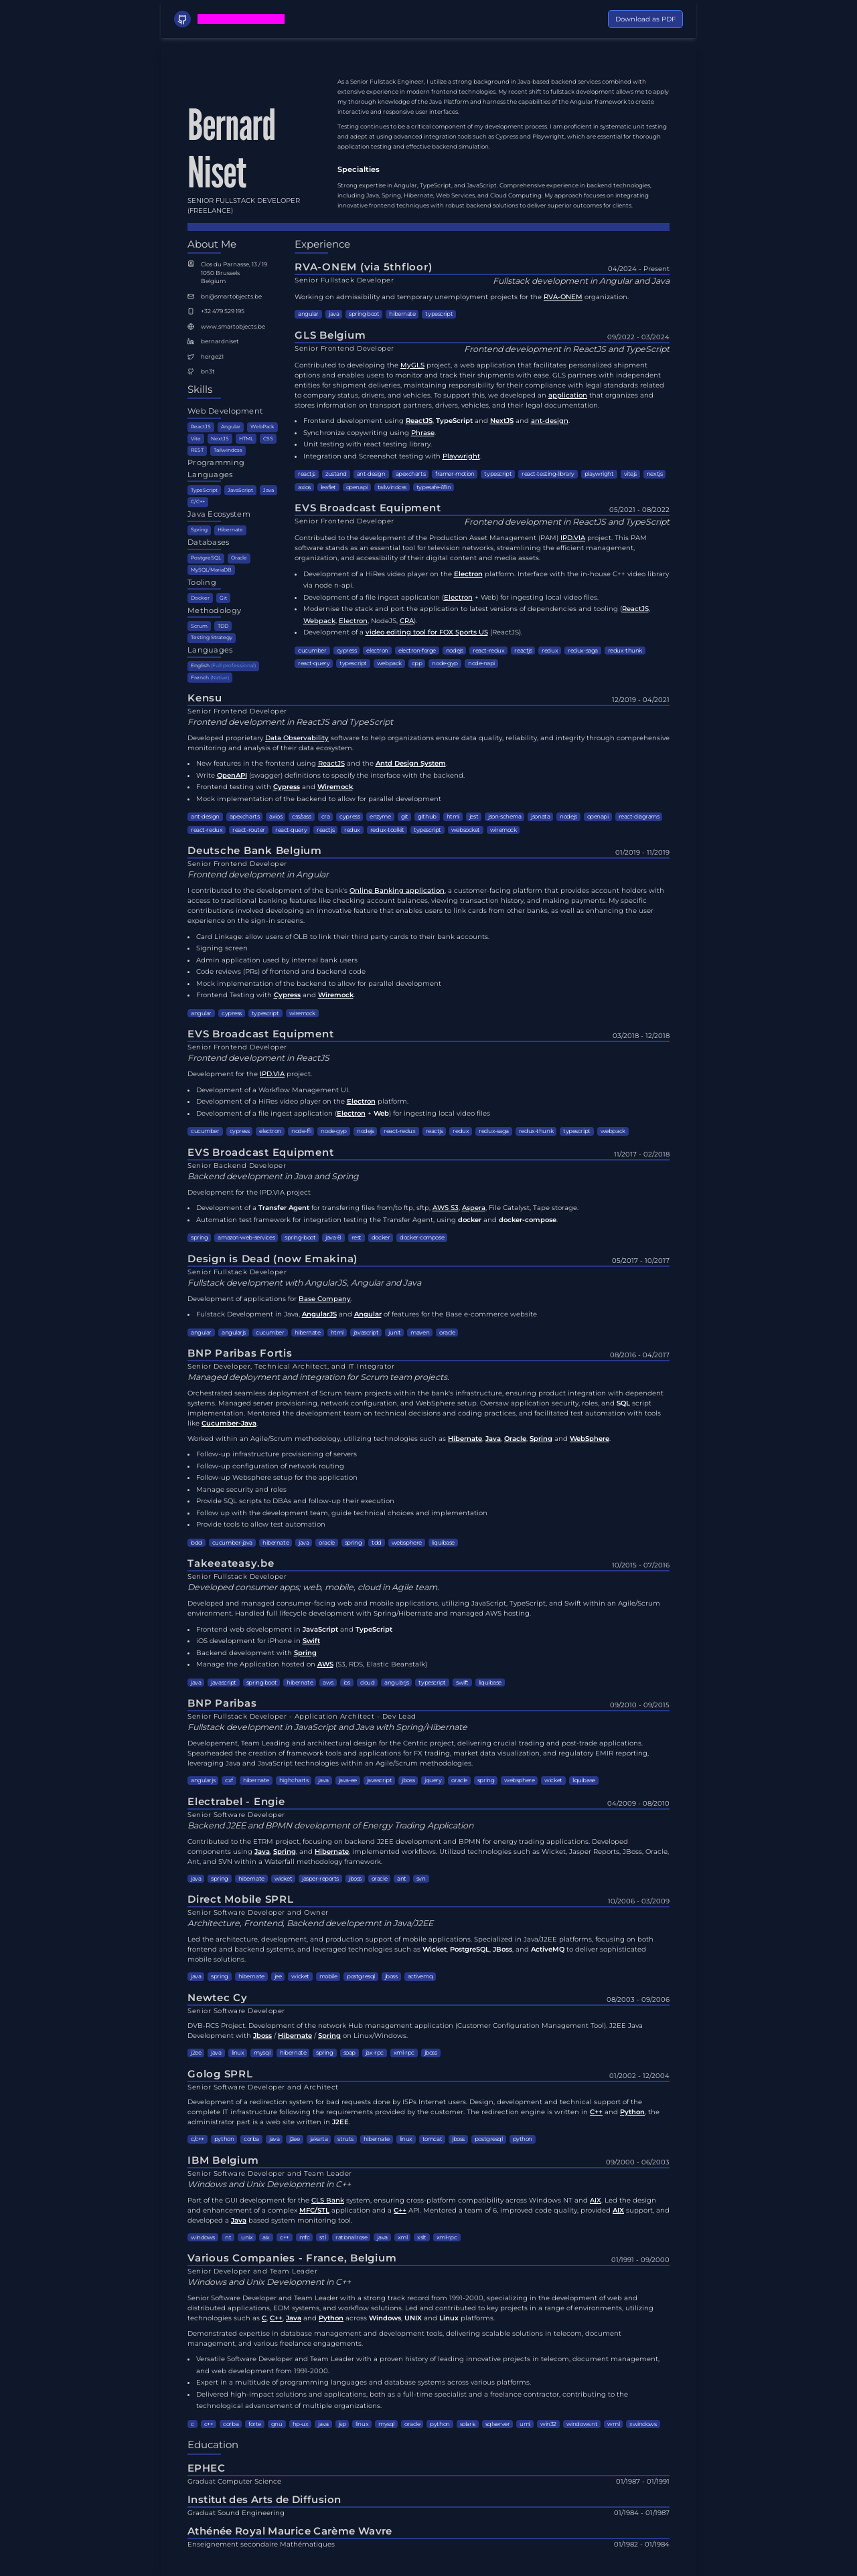 Download as PDF
Bernard
Niset
SENIOR FULLSTACK DEVELOPER
(FREELANCE)
As a Senior Fullstack Engineer, I utilize a strong background in Java-based backend services combined with
extensive experience in modern frontend technologies. My recent shift to fullstack development allows me to apply
my thorough knowledge of the Java Platform and harness the capabilities of the Angular framework to create
interactive and responsive user interfaces.
Testing continues to be a critical component of my development process. I am proficient in systematic unit testing
and adept at using advanced integration tools such as Cypress and Playwright, which are essential for thorough
application testing and effective backend simulation.
Specialties
Strong expertise in Angular, TypeScript, and JavaScript. Comprehensive experience in backend technologies,
including Java, Spring, Hibernate, Web Services, and Cloud Computing. My approach focuses on integrating
innovative frontend techniques with robust backend solutions to deliver superior outcomes for clients.
About Me
Clos du Parnasse, 13 / 19
1050 Brussels
Belgium
bn@smartobjects.be
+32 479 529 195
www.smartobjects.be
bernardniset
herge21
bn3t
Skills
Web Development
ReactJS Angular WebPack
Vite NextJS HTML CSS
REST Tailwindcss
Programming
Languages
TypeScript JavaScript Java
C/C++
Java Ecosystem
Spring Hibernate
Databases
PostgreSQL Oracle
MySQL/MariaDB
Tooling
Docker Git
Methodology
Scrum TDD
Testing Strategy
Languages
English (Full professional)
French (Native)
Experience
RVA-ONEM (via 5thfloor) 04/2024 - Present
Senior Fullstack Developer Fullstack development in Angular and Java
Working on admissibility and temporary unemployment projects for the RVA-ONEM organization.
angular java spring boot hibernate typescript
GLS Belgium 09/2022 - 03/2024
Senior Frontend Developer Frontend development in ReactJS and TypeScript
Contributed to developing the MyGLS project, a web application that facilitates personalized shipment
options and enables users to monitor and track their shipments with ease. GLS partners with independent
entities for shipment deliveries, maintaining responsibility for their compliance with legal standards related
to company status, drivers, and vehicles. To support this, we developed an application that organizes and
stores information on transport partners, drivers, vehicles, and their legal documentation.
• Frontend development using ReactJS, TypeScript and NextJS and ant-design.
• Synchronize copywriting using Phrase.
• Unit testing with react testing library.
• Integration and Screenshot testing with Playwright.
reactjs zustand ant-design apexcharts framer-motion typescript react-testing-library playwright vitejs nextjs
axios leaflet openapi tailwindcss typesafe-i18n
EVS Broadcast Equipment 05/2021 - 08/2022
Senior Frontend Developer Frontend development in ReactJS and TypeScript
Contributed to the development of the Production Asset Management (PAM) IPD.VIA project. This PAM
software stands as an essential tool for television networks, streamlining the efficient management,
organization, and accessibility of their digital content and media assets.
• Development of a HiRes video player on the Electron platform. Interface with the in-house C++ video library
via node n-api.
• Development of a file ingest application (Electron + Web) for ingesting local video files.
• Modernise the stack and port the application to latest versions of dependencies and tooling (ReactJS,
Webpack, Electron, NodeJS, CRA).
• Development of a video editing tool for FOX Sports US (ReactJS).
cucumber cypress electron electron-forge nodejs react-redux reactjs redux redux-saga redux-thunk
react-query typescript webpack cpp node-gyp node-napi
Kensu 12/2019 - 04/2021
Senior Frontend Developer
Frontend development in ReactJS and TypeScript
Developed proprietary Data Observability software to help organizations ensure data quality, reliability, and integrity through comprehensive
monitoring and analysis of their data ecosystem.
• New features in the frontend using ReactJS and the Antd Design System.
• Write OpenAPI (swagger) definitions to specify the interface with the backend.
• Frontend testing with Cypress and Wiremock.
• Mock implementation of the backend to allow for parallel development
ant-design apexcharts axios css/sass cra cypress enzyme git github html jest json-schema jsonata nodejs openapi react-diagrams
react-redux react-router react-query reactjs redux redux-toolkit typescript websocket wiremock
Deutsche Bank Belgium 01/2019 - 11/2019
Senior Frontend Developer
Frontend development in Angular
I contributed to the development of the bank's Online Banking application, a customer-facing platform that provides account holders with
access to traditional banking features like checking account balances, viewing transaction history, and making payments. My specific
contributions involved developing an innovative feature that enables users to link cards from other banks, as well as enhancing the user
experience on the sign-in screens.
• Card Linkage: allow users of OLB to link their third party cards to their bank accounts.
• Signing screen
• Admin application used by internal bank users
• Code reviews (PRs) of frontend and backend code
• Mock implementation of the backend to allow for parallel development
• Frontend Testing with Cypress and Wiremock.
angular cypress typescript wiremock
EVS Broadcast Equipment 03/2018 - 12/2018
Senior Frontend Developer
Frontend development in ReactJS
Development for the IPD.VIA project.
• Development of a Workflow Management UI.
• Development of a HiRes video player on the Electron platform.
• Development of a file ingest application (Electron + Web) for ingesting local video files
cucumber cypress electron node-ffi node-gyp nodejs react-redux reactjs redux redux-saga redux-thunk typescript webpack
EVS Broadcast Equipment 11/2017 - 02/2018
Senior Backend Developer
Backend development in Java and Spring
Development for the IPD.VIA project
• Development of a Transfer Agent for transfering files from/to ftp, sftp, AWS S3, Aspera, File Catalyst, Tape storage.
• Automation test framework for integration testing the Transfer Agent, using docker and docker-compose.
spring amazon-web-services spring-boot java-8 rest docker docker-compose
Design is Dead (now Emakina) 05/2017 - 10/2017
Senior Fullstack Developer
Fullstack development with AngularJS, Angular and Java
Development of applications for Base Company.
• Fulstack Development in Java, AngularJS and Angular of features for the Base e-commerce website
angular angularjs cucumber hibernate html javascript junit maven oracle
BNP Paribas Fortis 08/2016 - 04/2017
Senior Developer, Technical Architect, and IT Integrator
Managed deployment and integration for Scrum team projects.
Orchestrated seamless deployment of Scrum team projects within the bank's infrastructure, ensuring product integration with dependent
systems. Managed server provisioning, network configuration, and WebSphere setup. Oversaw application security, roles, and SQL script
implementation. Mentored the development team on technical decisions and coding practices, and facilitated test automation with tools
like Cucumber-Java.
Worked within an Agile/Scrum methodology, utilizing technologies such as Hibernate, Java, Oracle, Spring and WebSphere.
• Follow-up infrastructure provisioning of servers
• Follow-up configuration of network routing
• Follow-up Websphere setup for the application
• Manage security and roles
• Provide SQL scripts to DBAs and follow-up their execution
• Follow up with the development team, guide technical choices and implementation
• Provide tools to allow test automation
bdd cucumber-java hibernate java oracle spring tdd websphere liquibase
Takeeateasy.be 10/2015 - 07/2016
Senior Fullstack Developer
Developed consumer apps; web, mobile, cloud in Agile team.
Developed and managed consumer-facing web and mobile applications, utilizing JavaScript, TypeScript, and Swift within an Agile/Scrum
environment. Handled full lifecycle development with Spring/Hibernate and managed AWS hosting.
• Frontend web development in JavaScript and TypeScript
• iOS development for iPhone in Swift
• Backend development with Spring
• Manage the Application hosted on AWS (S3, RDS, Elastic Beanstalk)
java javascript spring boot hibernate aws ios cloud angularjs typescript swift liquibase
BNP Paribas 09/2010 - 09/2015
Senior Fullstack Developer - Application Architect - Dev Lead
Fullstack development in JavaScript and Java with Spring/Hibernate
Developement, Team Leading and architectural design for the Centric project, delivering crucial trading and post-trade applications.
Spearheaded the creation of framework tools and applications for FX trading, market data visualization, and regulatory EMIR reporting,
leveraging Java and JavaScript technologies within an Agile/Scrum methodologies.
angularjs cxf hibernate highcharts java java-ee javascript jboss jquery oracle spring websphere wicket liquibase
Electrabel - Engie 04/2009 - 08/2010
Senior Software Developer
Backend J2EE and BPMN development of Energy Trading Application
Contributed to the ETRM project, focusing on backend J2EE development and BPMN for energy trading applications. Developed
components using Java, Spring, and Hibernate, implemented workflows. Utilized technologies such as Wicket, Jasper Reports, JBoss, Oracle,
Ant, and SVN within a Waterfall methodology framework.
java spring hibernate wicket jasper-reports jboss oracle ant svn
Direct Mobile SPRL 10/2006 - 03/2009
Senior Software Developer and Owner
Architecture, Frontend, Backend developemnt in Java/J2EE
Led the architecture, development, and production support of mobile applications. Specialized in Java/J2EE platforms, focusing on both
frontend and backend systems, and leveraged technologies such as Wicket, PostgreSQL, JBoss, and ActiveMQ to deliver sophisticated
mobile solutions.
java spring hibernate jee wicket mobile postgresql jboss activemq
Newtec Cy 08/2003 - 09/2006
Senior Software Developer
DVB-RCS Project. Development of the network Hub management application (Customer Configuration Management Tool). J2EE Java
Development with Jboss / Hibernate / Spring on Linux/Windows.
j2ee java linux mysql hibernate spring soap jax-rpc xml-rpc jboss
Golog SPRL 01/2002 - 12/2004
Senior Software Developer and Architect
Development of a redirection system for bad requests done by ISPs Internet users. Design, development and technical support of the
complete IT infrastructure following the requirements provided by the customer. The redirection engine is written in C++ and Python, the
administrator part is a web site written in J2EE.
c/c++ python corba java j2ee jakarta struts hibernate linux tomcat jboss postgresql python
IBM Belgium 09/2000 - 06/2003
Senior Software Developer and Team Leader
Windows and Unix Development in C++
Part of the GUI development for the CLS Bank system, ensuring cross-platform compatibility across Windows NT and AIX. Led the design
and enhancement of a complex MFC/STL application and a C++ API. Mentored a team of 6, improved code quality, provided AIX support, and
developed a Java based system monitoring tool.
windows nt unix aix c++ mfc stl rational rose java xml xslt xml-rpc
Various Companies - France, Belgium 01/1991 - 09/2000
Senior Developer and Team Leader
Windows and Unix Development in C++
Senior Software Developer and Team Leader with a strong track record from 1991-2000, specializing in the development of web and
distributed applications, EDM systems, and workflow solutions. Led and contributed to key projects in a range of environments, utilizing
technologies such as C, C++, Java and Python across Windows, UNIX and Linux platforms.
Demonstrated expertise in database management and development tools, delivering scalable solutions in telecom, document
management, and various freelance engagements.
• Versatile Software Developer and Team Leader with a proven history of leading innovative projects in telecom, document management,
and web development from 1991-2000.
• Expert in a multitude of programming languages and database systems across various platforms.
• Delivered high-impact solutions and applications, both as a full-time specialist and a freelance contractor, contributing to the
technological advancement of multiple organizations.
c c++ corba forte gnu hp-ux java jsp linux mysql oracle python solaris sqlserver uml win32 windows nt wml xwindows
Education
EPHEC
Graduat Computer Science 01/1987 - 01/1991
Institut des Arts de Diffusion
Graduat Sound Engineering 01/1984 - 01/1987
Athénée Royal Maurice Carème Wavre
Enseignement secondaire Mathématiques 01/1982 - 01/1984